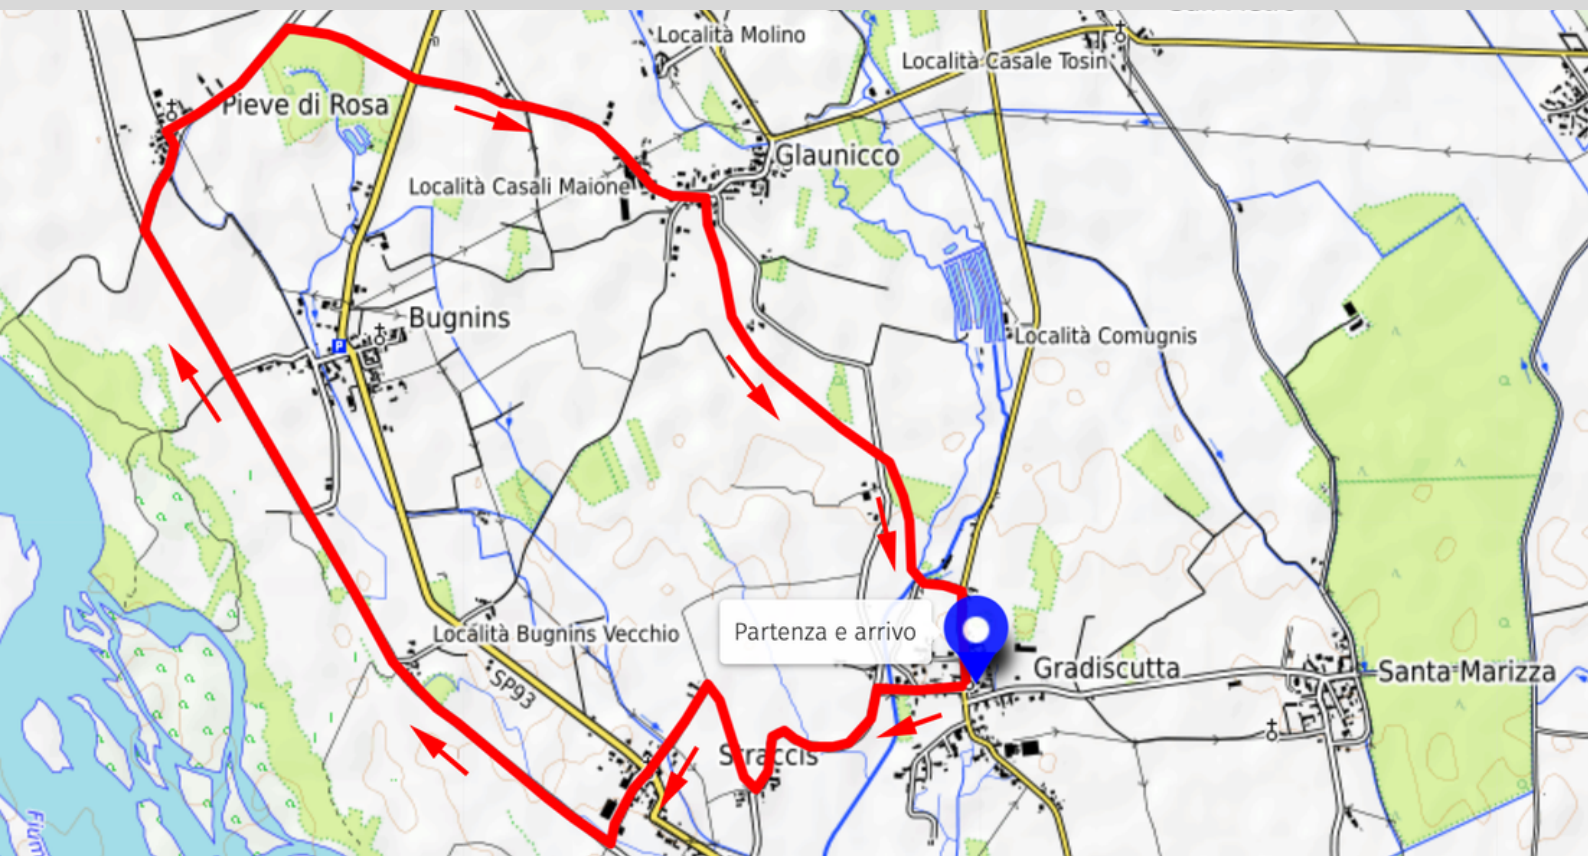 Località Molino
Località Casale Tosin
Pieve di Rosa
Glaunicco
Località Casali Maione
Bugnins
P
Località Comugnis
Partenza e arrivo
Località Bugnins Vecchio
Gradiscutta
Santa Marizza
SP93
Straccis
Fium